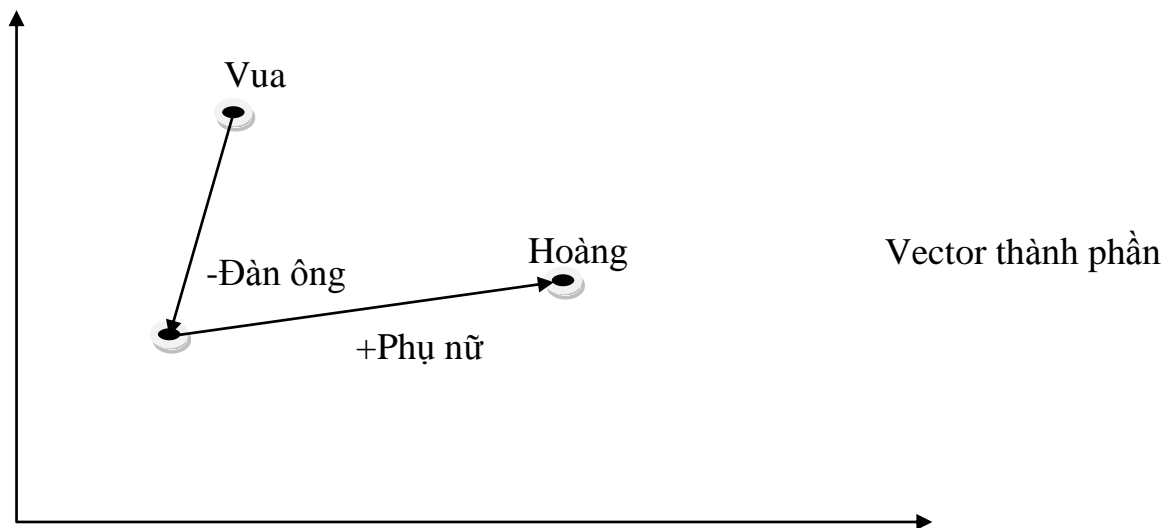 Vua
Hoàng
Vector thành phần
-Đàn ông
+Phụ nữ